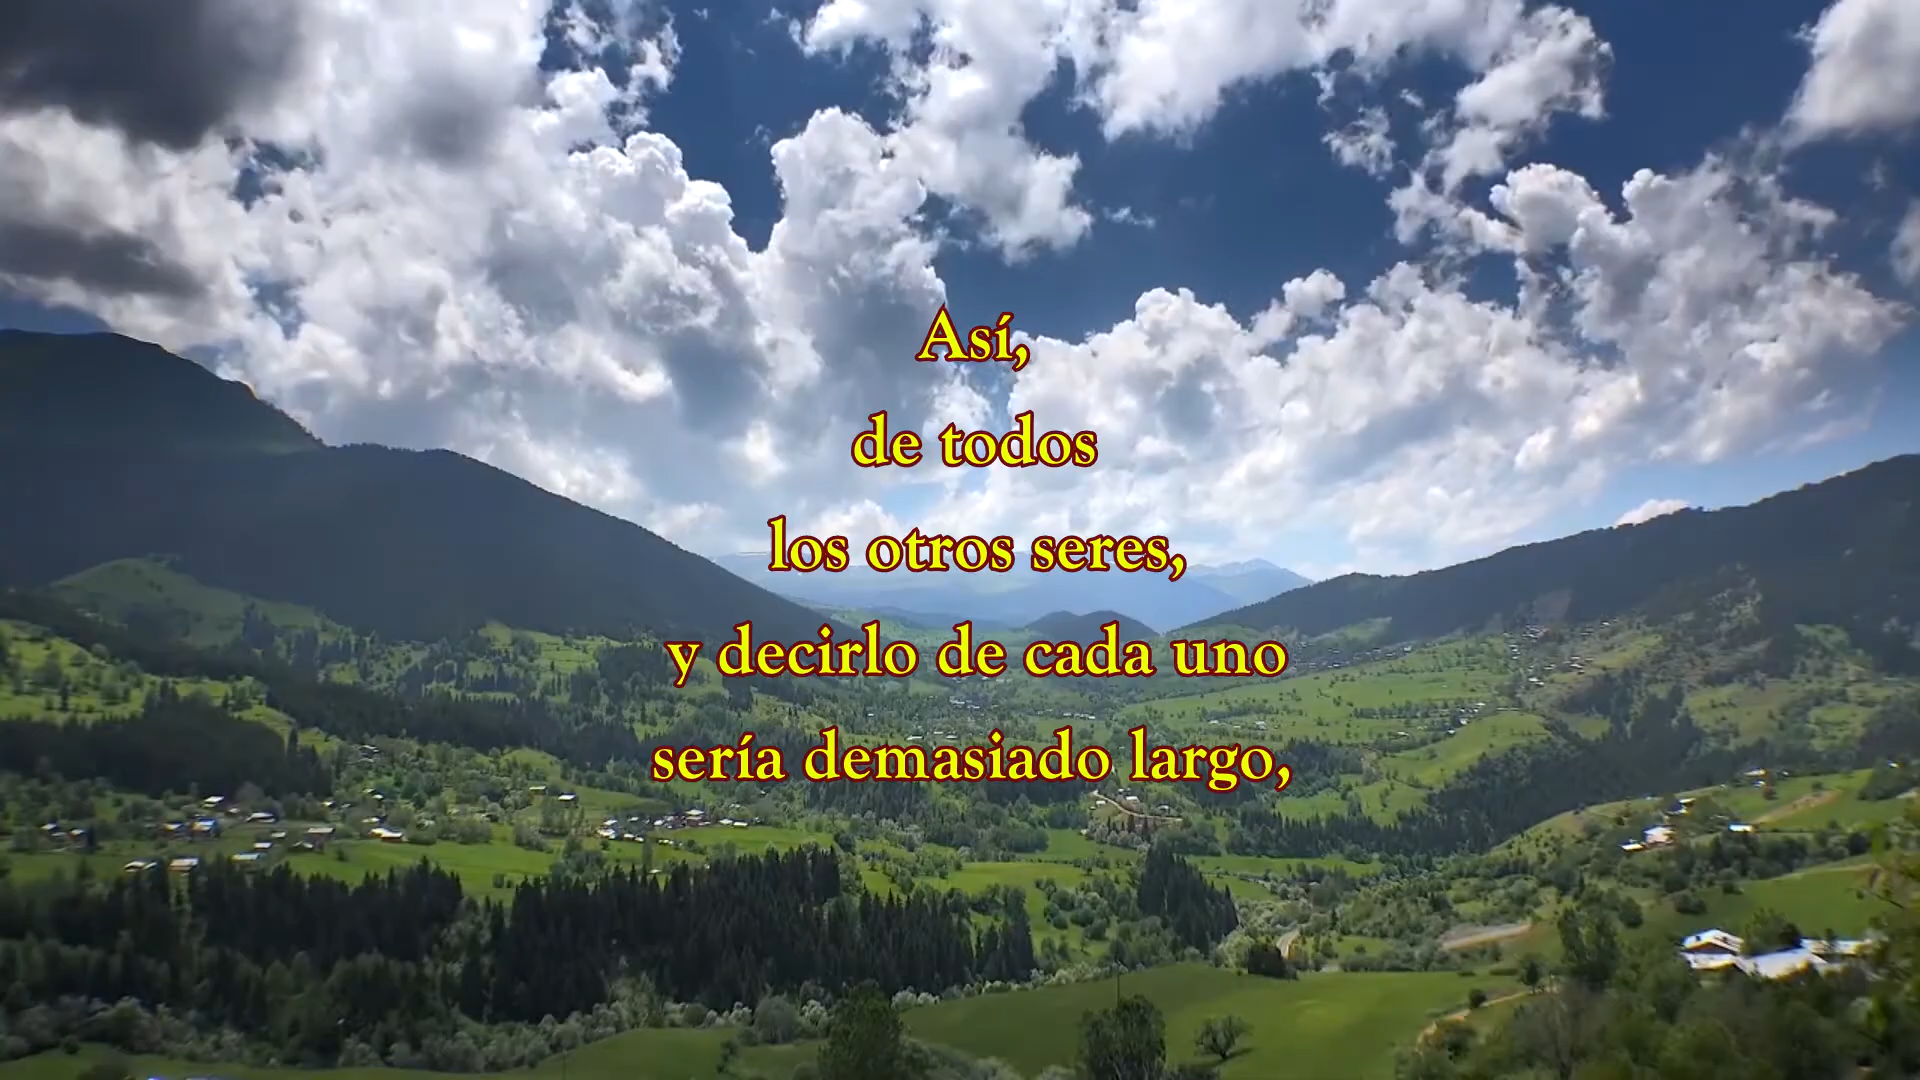 Así,
de todos
los otros seres,
y decirlo de cada uno
sería demasiado largo,